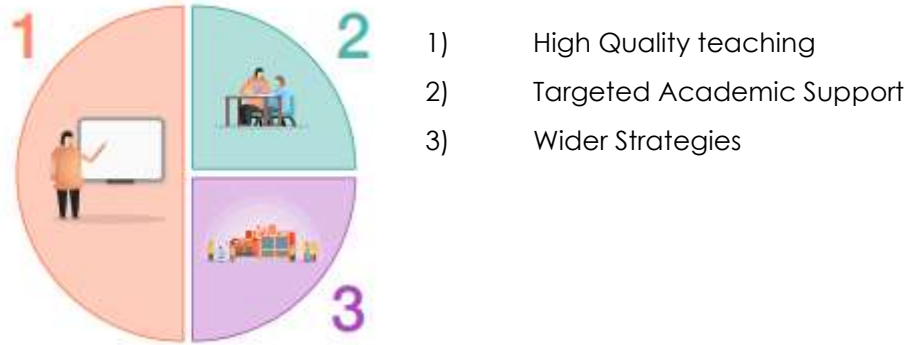 1
2
3
1) High Quality teaching
2) Targeted Academic Support
3) Wider Strategies